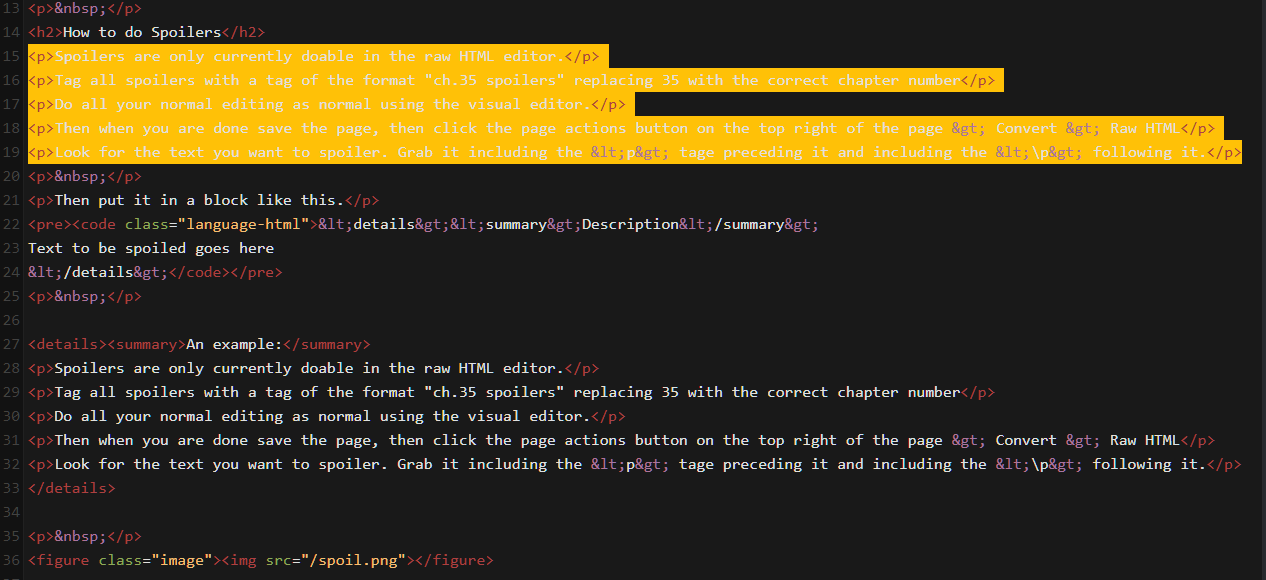 13 <p>&nbsp;</p>
14 <h2>How to do Spoilers</h2>
15 <p>Spoilers are only currently doable in the raw HTML editor.</p>
16 <p>Tag all spoilers with a tag of the format "ch.35 spoilers" replacing 35 with the correct chapter number</p>
17 <p>Do all your normal editing as normal using the visual editor.</p>
18 <p>Then when you are done save the page, then click the page actions button on the top right of the page &gt; Convert &gt; Raw HTML</p>
19 <p>Look for the text you want to spoiler. Grab it including the &lt;p&gt; tage preceding it and including the &lt;\p&gt; following it.</p>
20 <p>&nbsp;</p>
21 <p>Then put it in a block like this.</p>
22 <pre><code class="language-html">&lt;details&gt;&lt;summary&gt;Description&lt;/summary&gt;
23 Text to be spoiled goes here
24 &lt;/details&gt;</code></pre>
25 <p>&nbsp;</p>
26
27 <details><summary>An example:</summary>
28 <p>Spoilers are only currently doable in the raw HTML editor.</p>
29 <p>Tag all spoilers with a tag of the format "ch.35 spoilers" replacing 35 with the correct chapter number</p>
30 <p>Do all your normal editing as normal using the visual editor.</p>
31 <p>Then when you are done save the page, then click the page actions button on the top right of the page &gt; Convert &gt; Raw HTML</p>
32 <p>Look for the text you want to spoiler. Grab it including the &lt;p&gt; tage preceding it and including the &lt;\p&gt; following it.</p>
33 </details>
34
35 <p>&nbsp;</p>
36 <figure class="image"><img src="/spoil.png"></figure>